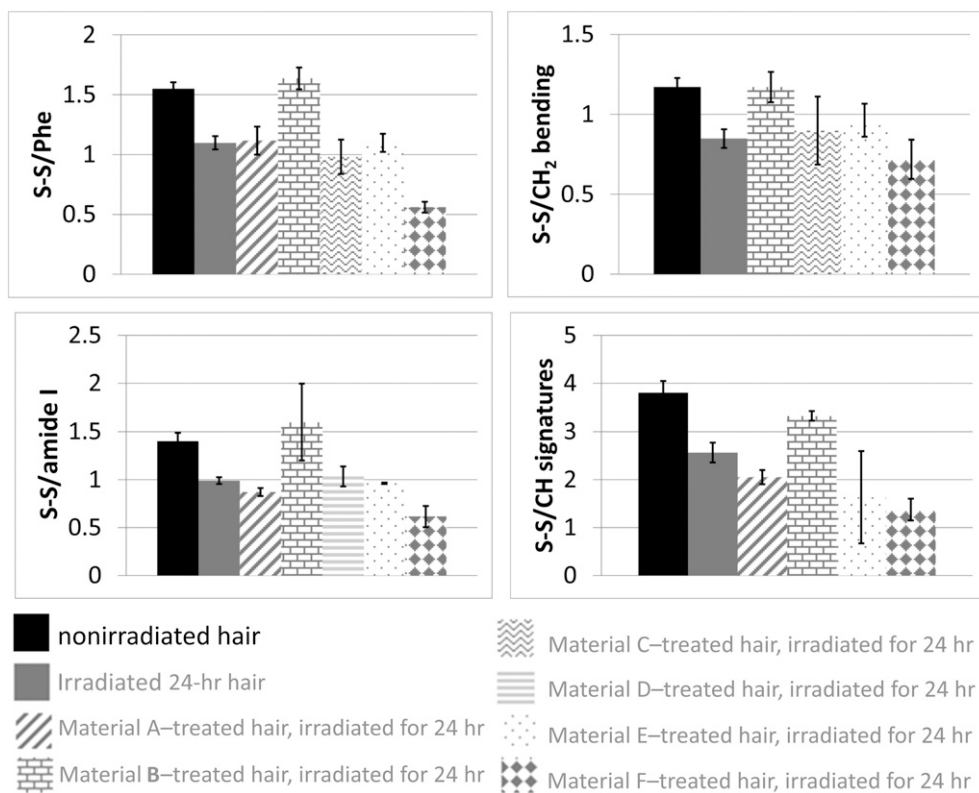 2
1.5
1
0.5
0
S-S/Phe
1.5
1
0.5
0
S-S/CH₂ bending
2.5
2
1.5
1
0.5
0
S-S/amide I
5
4
3
2
1
0
S-S/CH signatures
nonirradiated hair
Irradiated 24-hr hair
Material A–treated hair, irradiated for 24 hr
Material B–treated hair, irradiated for 24 hr
Material C–treated hair, irradiated for 24 hr
Material D–treated hair, irradiated for 24 hr
Material E–treated hair, irradiated for 24 hr
Material F–treated hair, irradiated for 24 hr